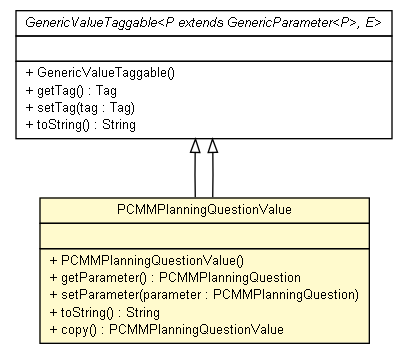 GenericValueTaggable<P extends GenericParameter<P>, E>
+ GenericValueTaggable()
+ getTag() : Tag
+ setTag(tag : Tag)
+ toString() : String
PCMMPlanningQuestionValue
+ PCMMPlanningQuestionValue()
+ getParameter() : PCMMPlanningQuestion
+ setParameter(parameter : PCMMPlanningQuestion)
+ toString() : String
+ copy() : PCMMPlanningQuestionValue